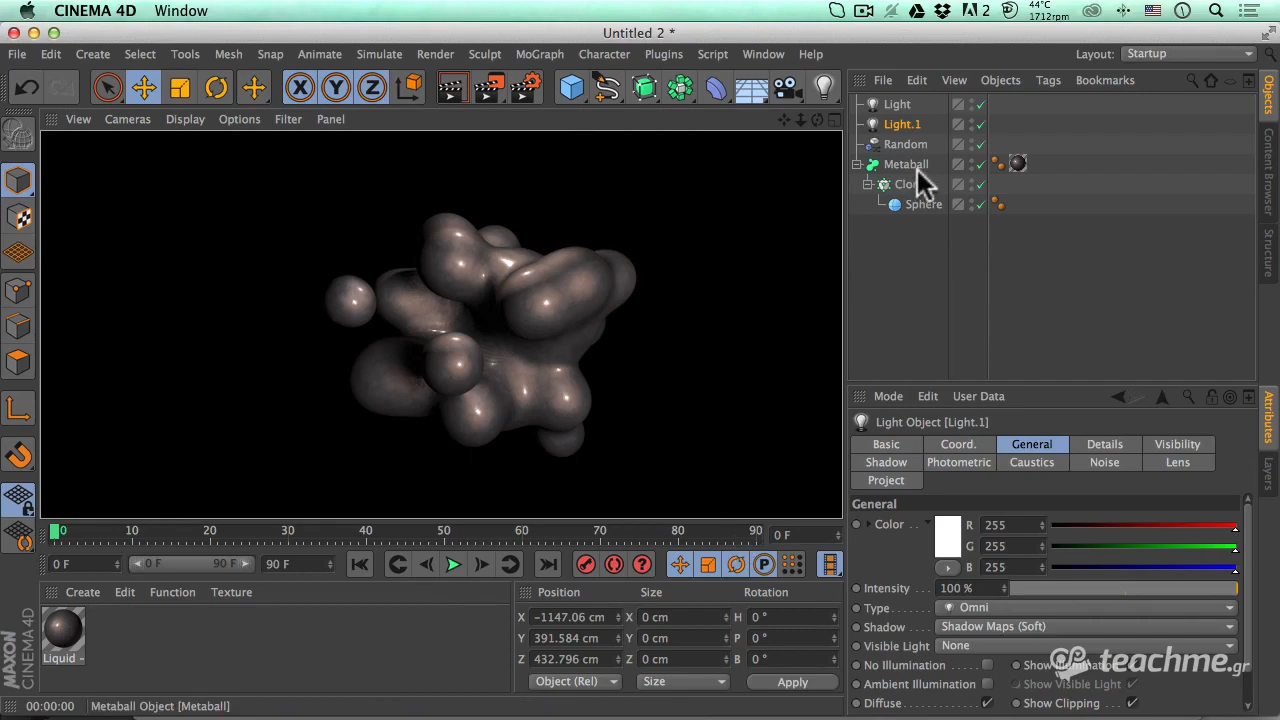 CINEMA 4D Window
2
44°C
1712rpm
Untitled 2 *
File Edit Create Select Tools Mesh Snap Animate Simulate Render Sculpt MoGraph Character Plugins Script Window Help
Layout: Startup
View Cameras Display Options Filter Panel
File Edit View Objects Tags Bookmarks
Light
Light.1
Random
Metaball
Sphere
Objects
Content Browser
Structure
Mode Edit User Data
Light Object [Light.1]
Basic Coord. General Details Visibility
Shadow Photometric Caustics Noise Lens
Project
General
Color R 255
G 255
B 255
Intensity 100 %
Type Omni
Shadow Shadow Maps (Soft)
Visible Light None
No Illumination
Ambient Illumination Show Visible Light
Diffuse Show Clipping
Attributes
Layers
0 10 20 30 40 50 60 70 80 90 0 F
0 F 0 F 90 F 90 F
Create Edit Function Texture
Liquid -
Position Size Rotation
X -1147.06 cm X 0 cm H 0 °
Y 391.584 cm Y 0 cm P 0 °
Z 432.796 cm Z 0 cm B 0 °
Object (Rel) Size Apply
MAXON
CINEMA 4D
00:00:00 Metaball Object [Metaball]
teachme.gr